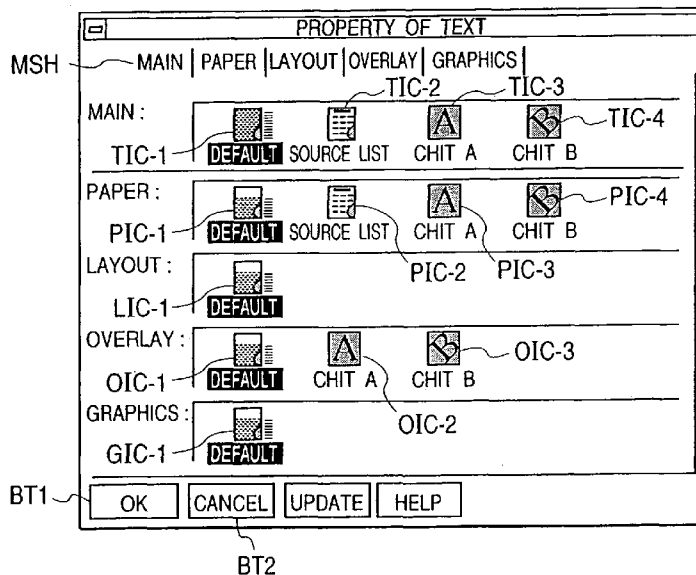 PROPERTY OF TEXT
MSH MAIN PAPER LAYOUT OVERLAY GRAPHICS
TIC-2 TIC-3
MAIN : A B TIC-4
TIC-1 DEFAULT SOURCE LIST CHIT A CHIT B
PAPER : A B PIC-4
PIC-1 DEFAULT SOURCE LIST CHIT A CHIT B
LAYOUT : PIC-2 PIC-3
LIC-1 DEFAULT
OVERLAY : A B OIC-3
OIC-1 DEFAULT CHIT A CHIT B
GRAPHICS : OIC-2
GIC-1 DEFAULT
BT1 OK CANCEL UPDATE HELP
BT2